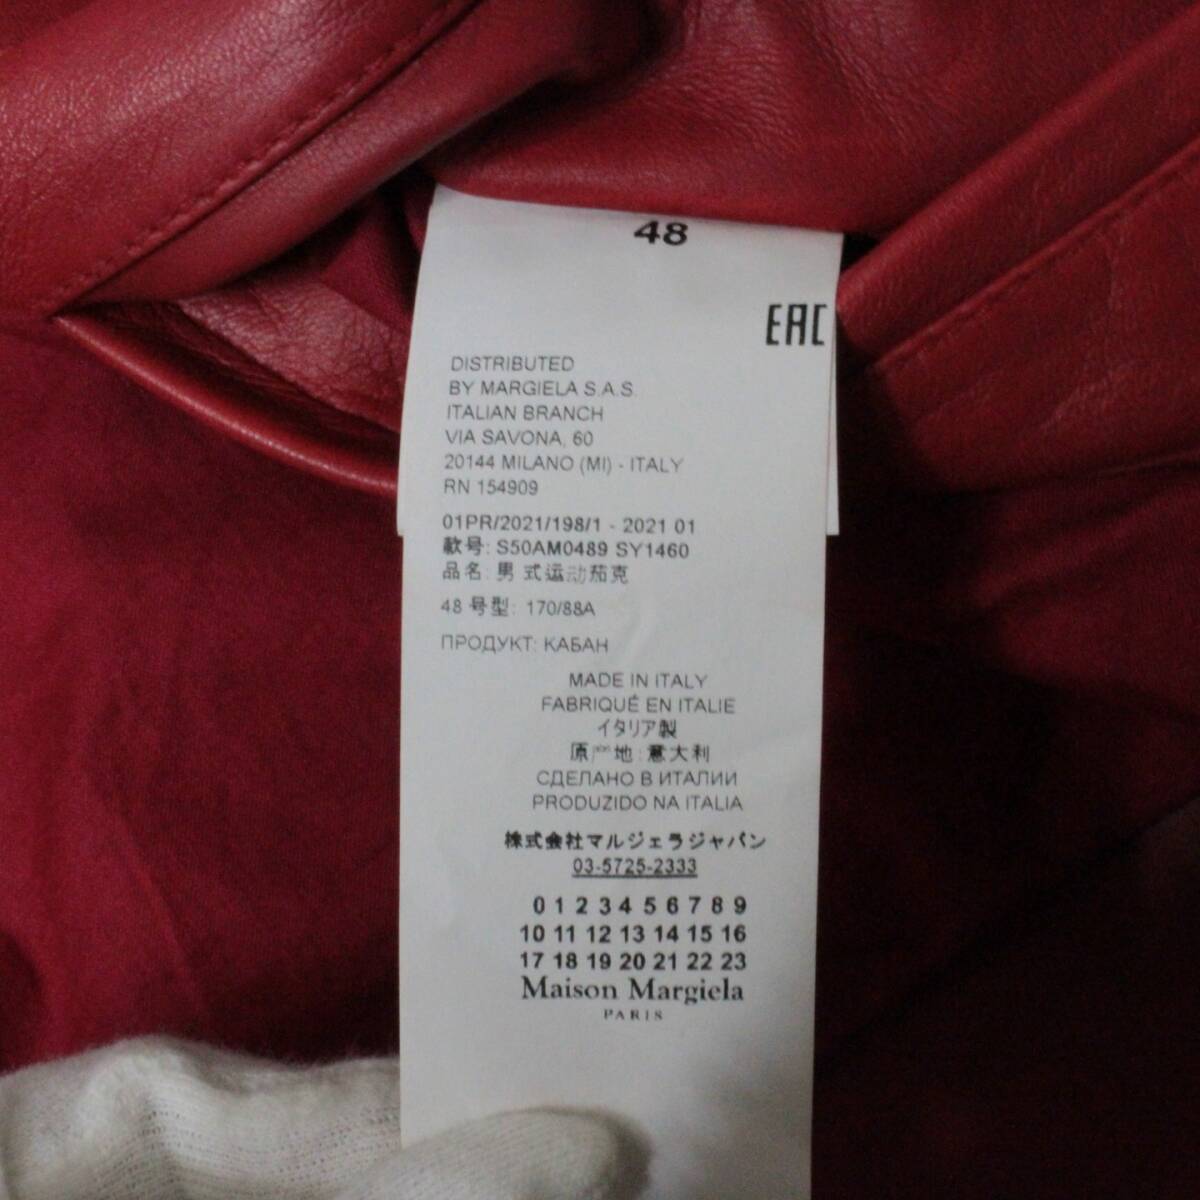 48
EAC
DISTRIBUTED
BY MARGIELA S.A.S.
ITALIAN BRANCH
VIA SAVONA, 60
20144 MILANO (MI) - ITALY
RN 154909
01PR/2021/198/1 - 2021 01
款号: S50AM0489 SY1460
品名: 男 式运动茄克
48 号型: 170/88A
ПРОДУКТ: КАБАН
MADE IN ITALY
FABRIQUÉ EN ITALIE
イタリア製
原产地: 意大利
СДЕЛАНО В ИТАЛИИ
PRODUZIDO NA ITALIA
株式会社マルジェラジャパン
03-5725-2333
0 1 2 3 4 5 6 7 8 9
10 11 12 13 14 15 16
17 18 19 20 21 22 23
Maison Margiela
PARIS